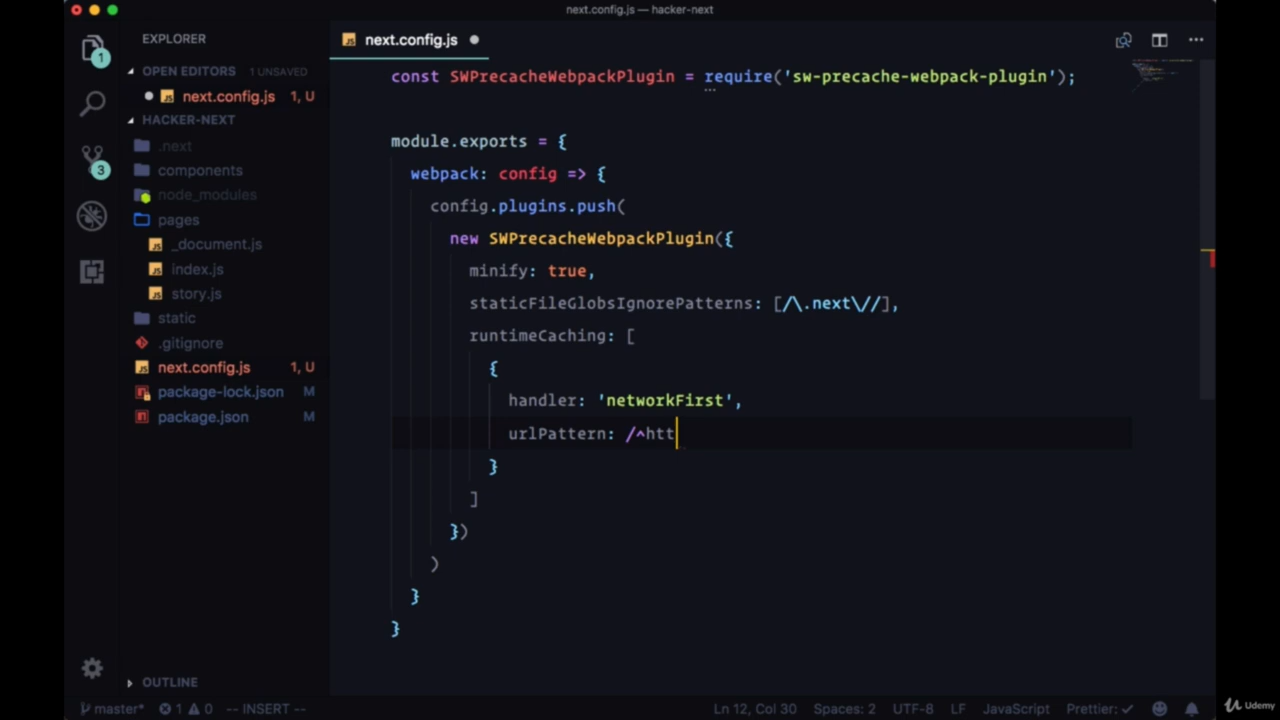 next.config.js — hacker-next
EXPLORER
OPEN EDITORS 1 UNSAVED
next.config.js 1, U
HACKER-NEXT
.next
components
node_modules
pages
_document.js
index.js
story.js
static
.gitignore
next.config.js 1, U
package-lock.json M
package.json M
OUTLINE
1
3
next.config.js
const SWPrecacheWebpackPlugin = require('sw-precache-webpack-plugin');
module.exports = {
webpack: config => {
config.plugins.push(
new SWPrecacheWebpackPlugin({
minify: true,
staticFileGlobsIgnorePatterns: [/\.next\//],
runtimeCaching: [
{
handler: 'networkFirst',
urlPattern: /^htt
}
]
})
)
}
}
master* 1 0 -- INSERT -- Ln 12, Col 30 Spaces: 2 UTF-8 LF JavaScript Prettier: ✓
Udemy